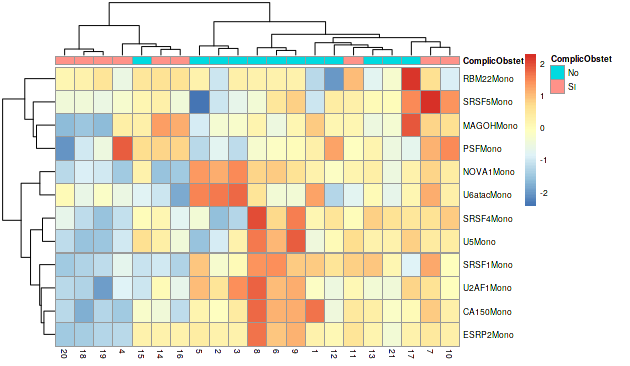 ComplicObstet
RBM22Mono
SRSF5Mono
MAGOHMono
PSFMono
NOVA1Mono
U6atacMono
SRSF4Mono
U5Mono
SRSF1Mono
U2AF1Mono
CA150Mono
ESRP2Mono
20 18 19 4 15 14 16 5 2 3 8 6 9 1 12 11 13 21 17 7 10
2
1
0
-1
-2
ComplicObstet
No
SI